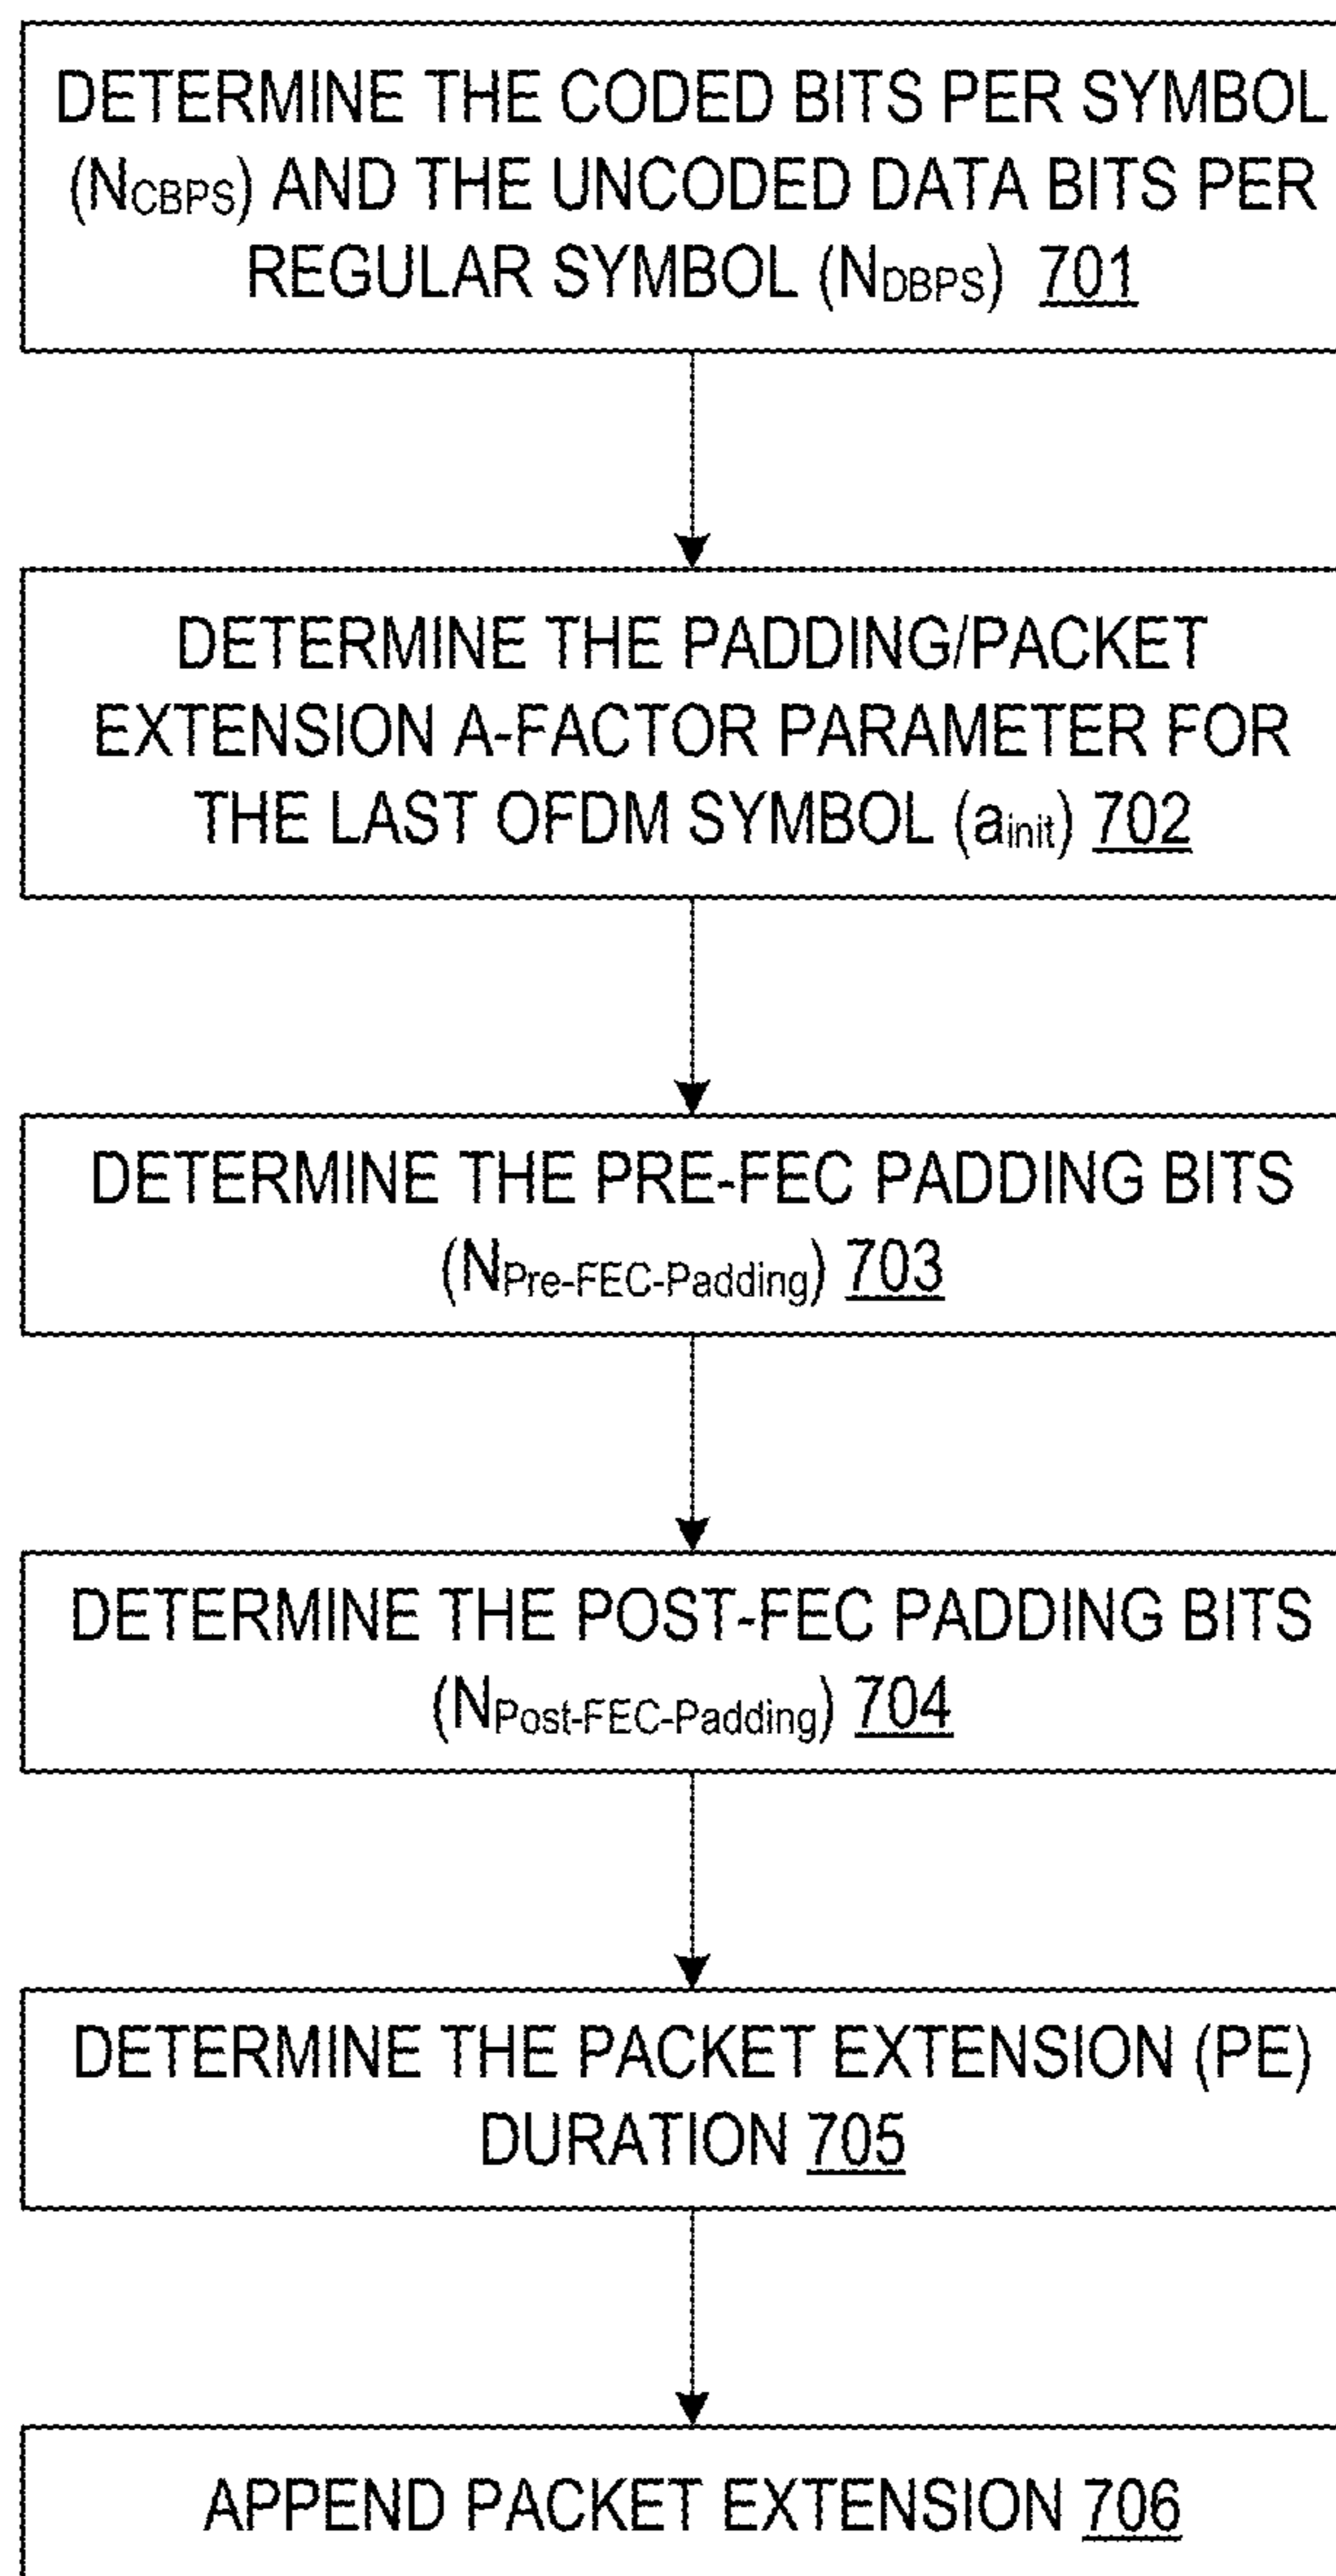 DETERMINE THE CODED BITS PER SYMBOL
(NCBPS) AND THE UNCODED DATA BITS PER
REGULAR SYMBOL (NDBPS) 701
DETERMINE THE PADDING/PACKET
EXTENSION A-FACTOR PARAMETER FOR
THE LAST OFDM SYMBOL (ainit) 702
DETERMINE THE PRE-FEC PADDING BITS
(NPre-FEC-Padding) 703
DETERMINE THE POST-FEC PADDING BITS
(NPost-FEC-Padding) 704
DETERMINE THE PACKET EXTENSION (PE)
DURATION 705
APPEND PACKET EXTENSION 706